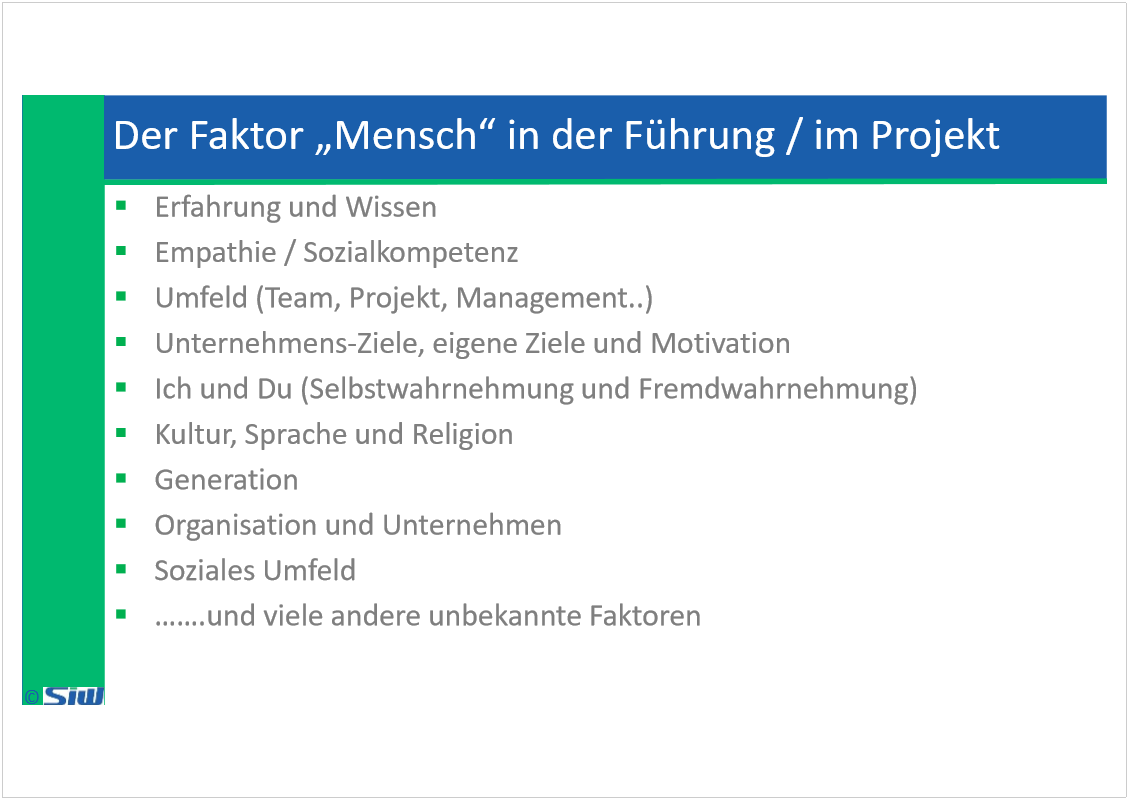 Der Faktor „Mensch“ in der Führung / im Projekt
▪ Erfahrung und Wissen
▪ Empathie / Sozialkompetenz
▪ Umfeld (Team, Projekt, Management..)
▪ Unternehmens-Ziele, eigene Ziele und Motivation
▪ Ich und Du (Selbstwahrnehmung und Fremdwahrnehmung)
▪ Kultur, Sprache und Religion
▪ Generation
▪ Organisation und Unternehmen
▪ Soziales Umfeld
▪ …….und viele andere unbekannte Faktoren
© SiW